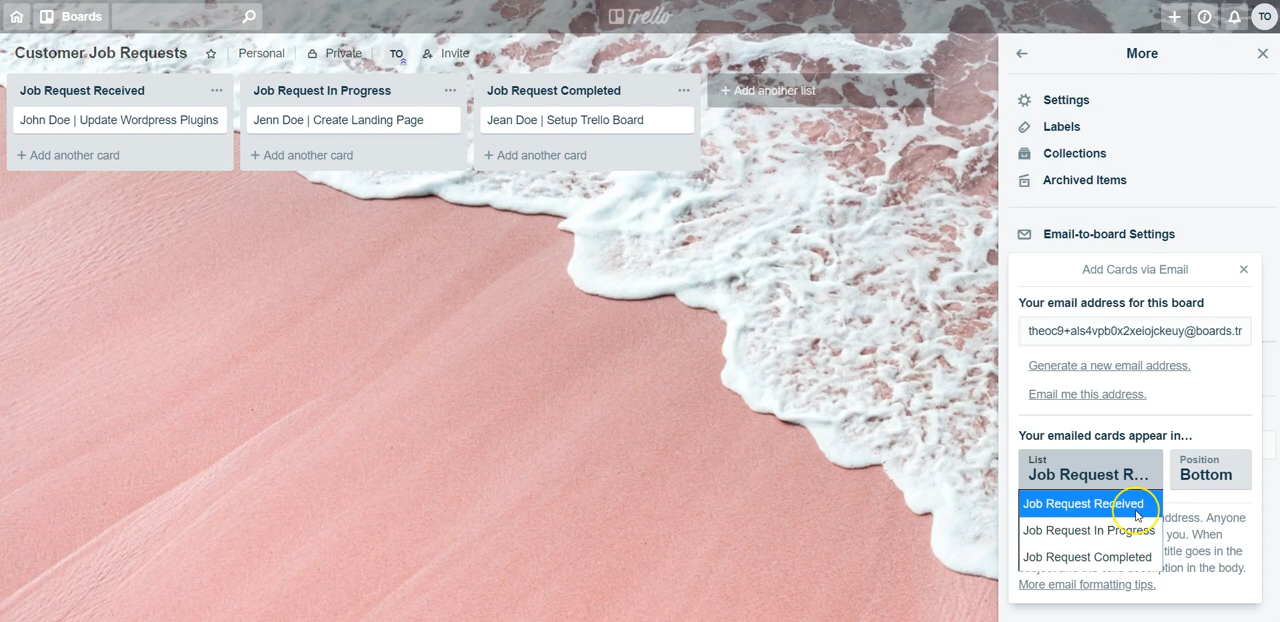 Boards
Trello
TO
Customer Job Requests
Personal
Private
TO
Invite
Job Request Received
John Doe | Update Wordpress Plugins
+ Add another card
Job Request In Progress
Jenn Doe | Create Landing Page
+ Add another card
Job Request Completed
Jean Doe | Setup Trello Board
+ Add another card
+ Add another list
More
Settings
Labels
Collections
Archived Items
Email-to-board Settings
Add Cards via Email
Your email address for this board
theoc9+als4vpb0x2xeiojckeuy@boards.tr
Generate a new email address.
Email me this address.
Your emailed cards appear in…
List
Job Request R…
Position
Bottom
Job Request Received
Job Request In Progress
Job Request Completed
address. Anyone
you. When
title goes in the
description in the body.
More email formatting tips.